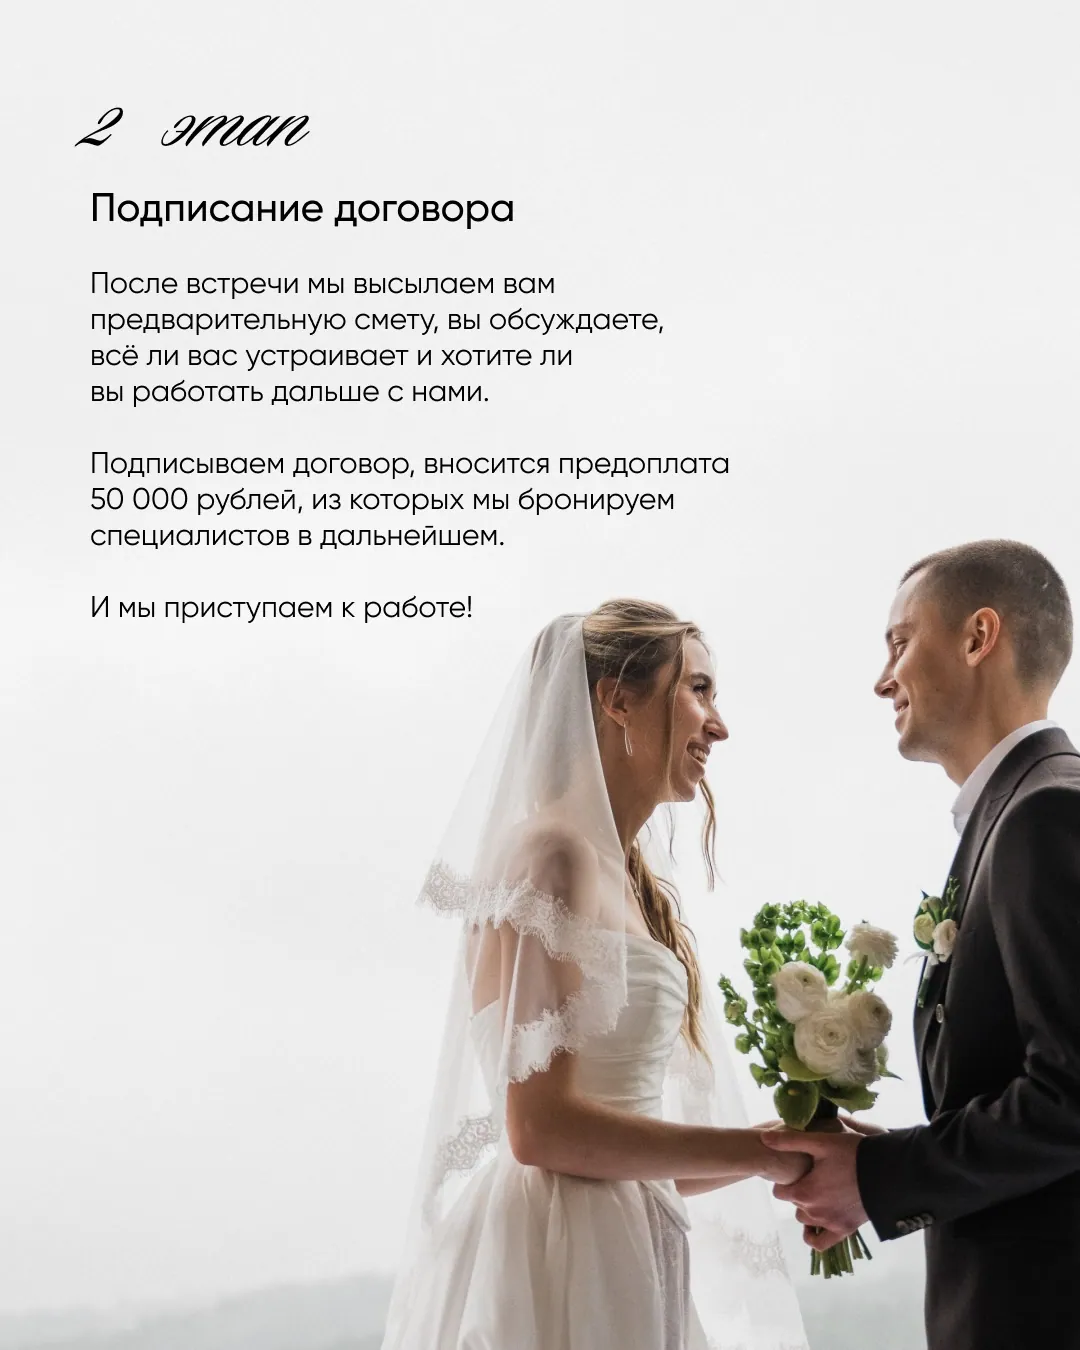 2 этап
Подписание договора
После встречи мы высылаем вам
предварительную смету, вы обсуждаете,
всё ли вас устраивает и хотите ли
вы работать дальше с нами.
Подписываем договор, вносится предоплата
50 000 рублей, из которых мы бронируем
специалистов в дальнейшем.
И мы приступаем к работе!